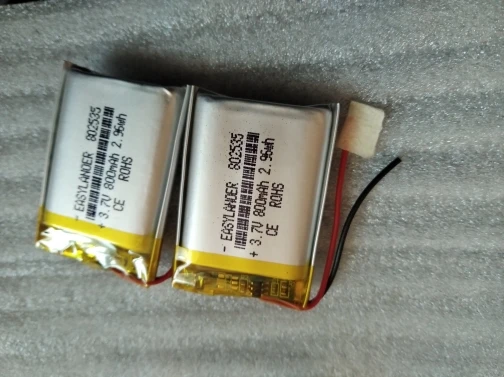 - EASYLANDER 802535
+ 3.7V 800mAh 2.96wh
CE ROHS
- EASYLANDER 802535
+ 3.7V 800mAh 2.96wh
CE ROHS